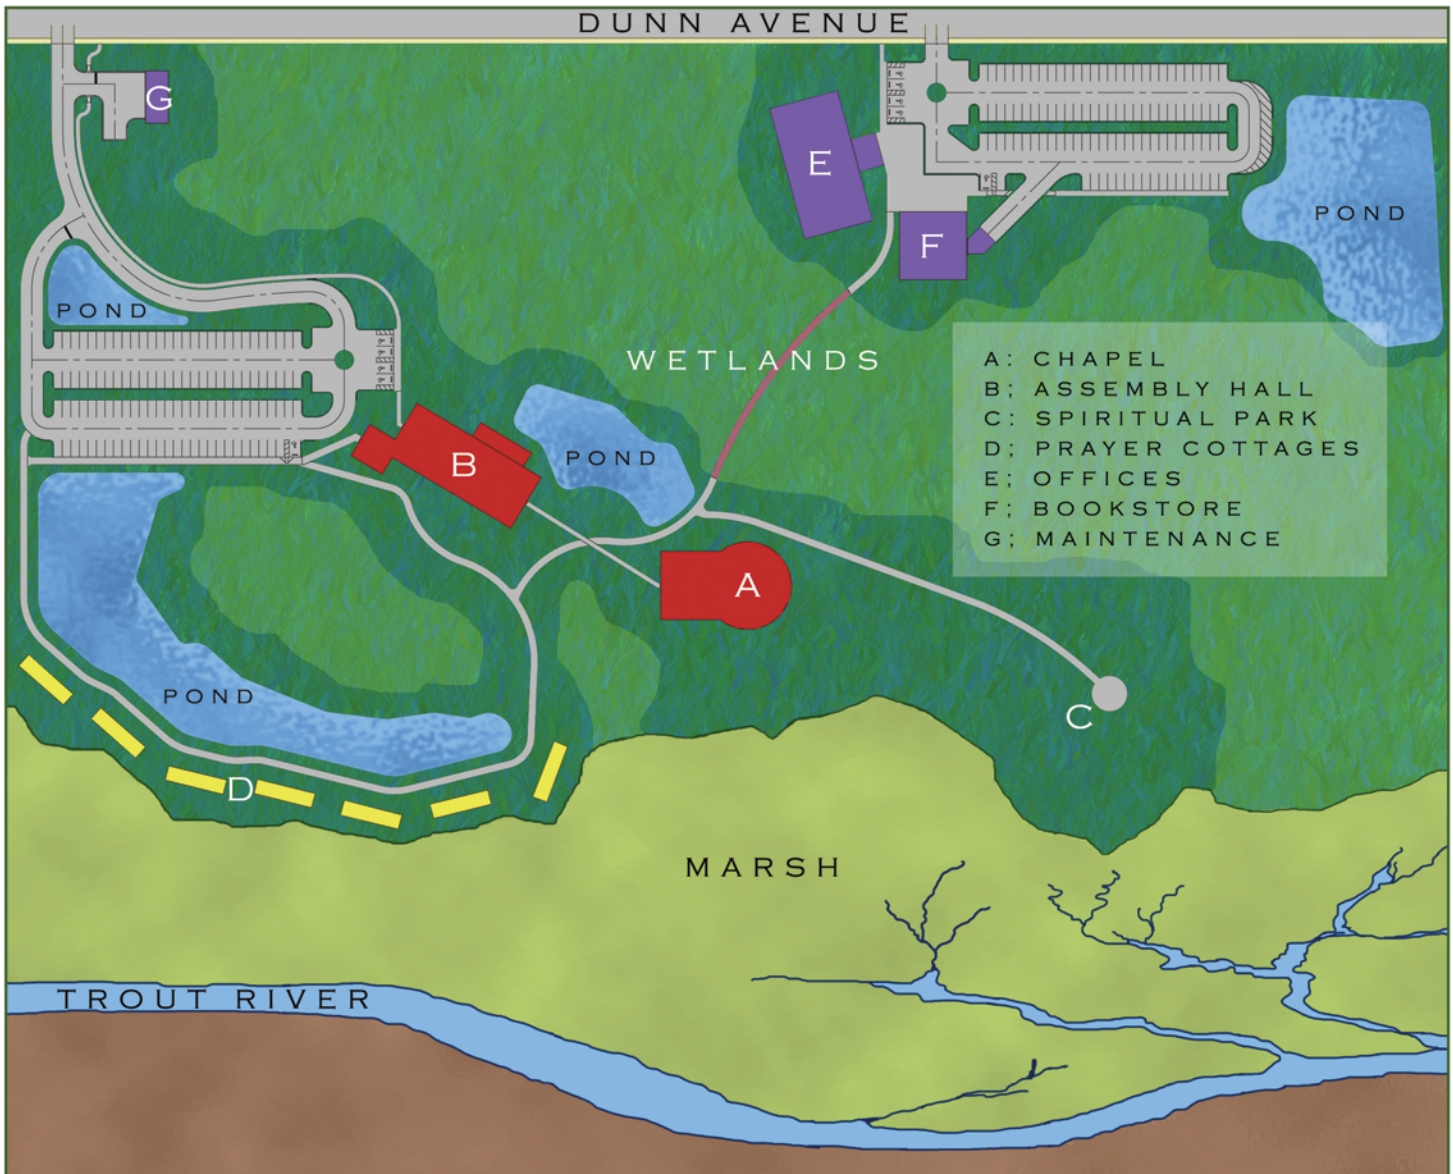 DUNN AVENUE
G
E
F
POND
POND
WETLANDS
A: CHAPEL
B; ASSEMBLY HALL
C: SPIRITUAL PARK
D; PRAYER COTTAGES
E; OFFICES
F; BOOKSTORE
G; MAINTENANCE
B
POND
A
POND
C
D
MARSH
TROUT RIVER